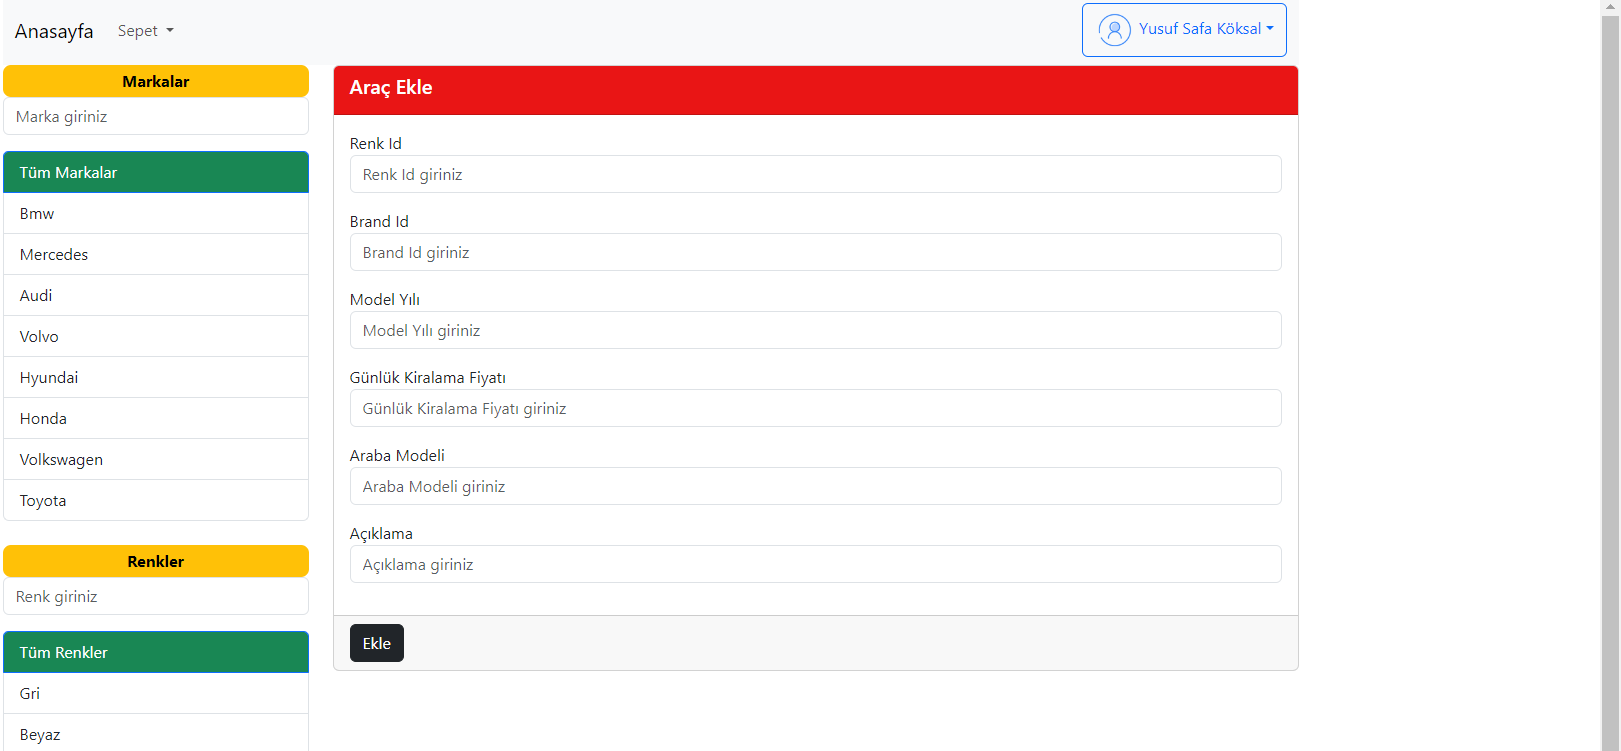 Anasayfa Sepet Yusuf Safa Köksal
Markalar
Marka giriniz
Tüm Markalar
Bmw
Mercedes
Audi
Volvo
Hyundai
Honda
Volkswagen
Toyota
Renkler
Renk giriniz
Tüm Renkler
Gri
Beyaz
Araç Ekle
Renk Id
Renk Id giriniz
Brand Id
Brand Id giriniz
Model Yılı
Model Yılı giriniz
Günlük Kiralama Fiyatı
Günlük Kiralama Fiyatı giriniz
Araba Modeli
Araba Modeli giriniz
Açıklama
Açıklama giriniz
Ekle